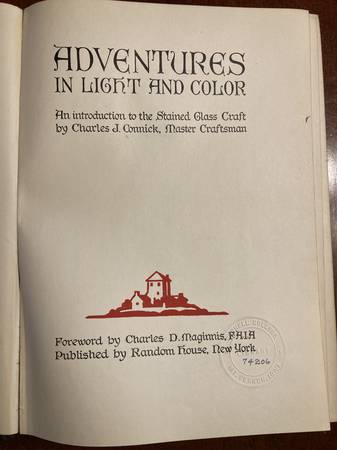 ADVENTURES
IN LIGHT AND COLOR
An introduction to the Stained Glass Craft
by Charles J. Connick, Master Craftsman
Foreword by Charles D. Maginnis, FAIA
Published by Random House, New York
74206